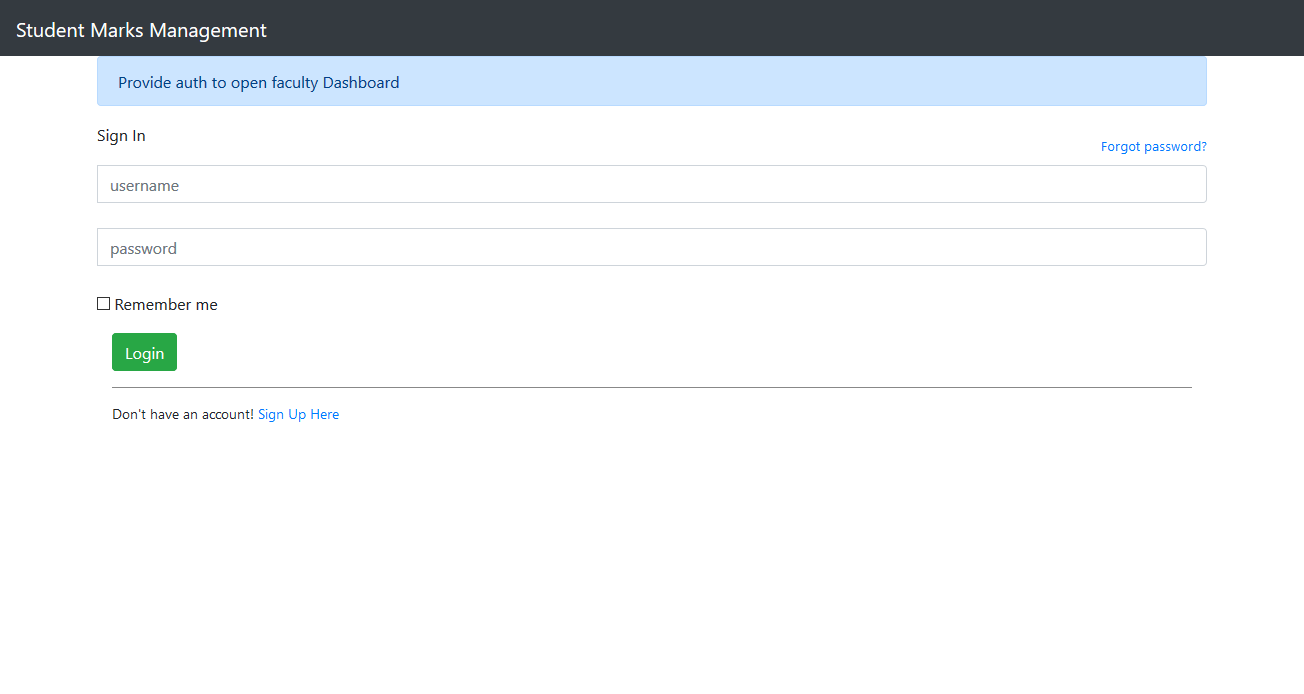 Student Marks Management
Provide auth to open faculty Dashboard
Sign In
Forgot password?
username
password
Remember me
Login
Don't have an account! Sign Up Here